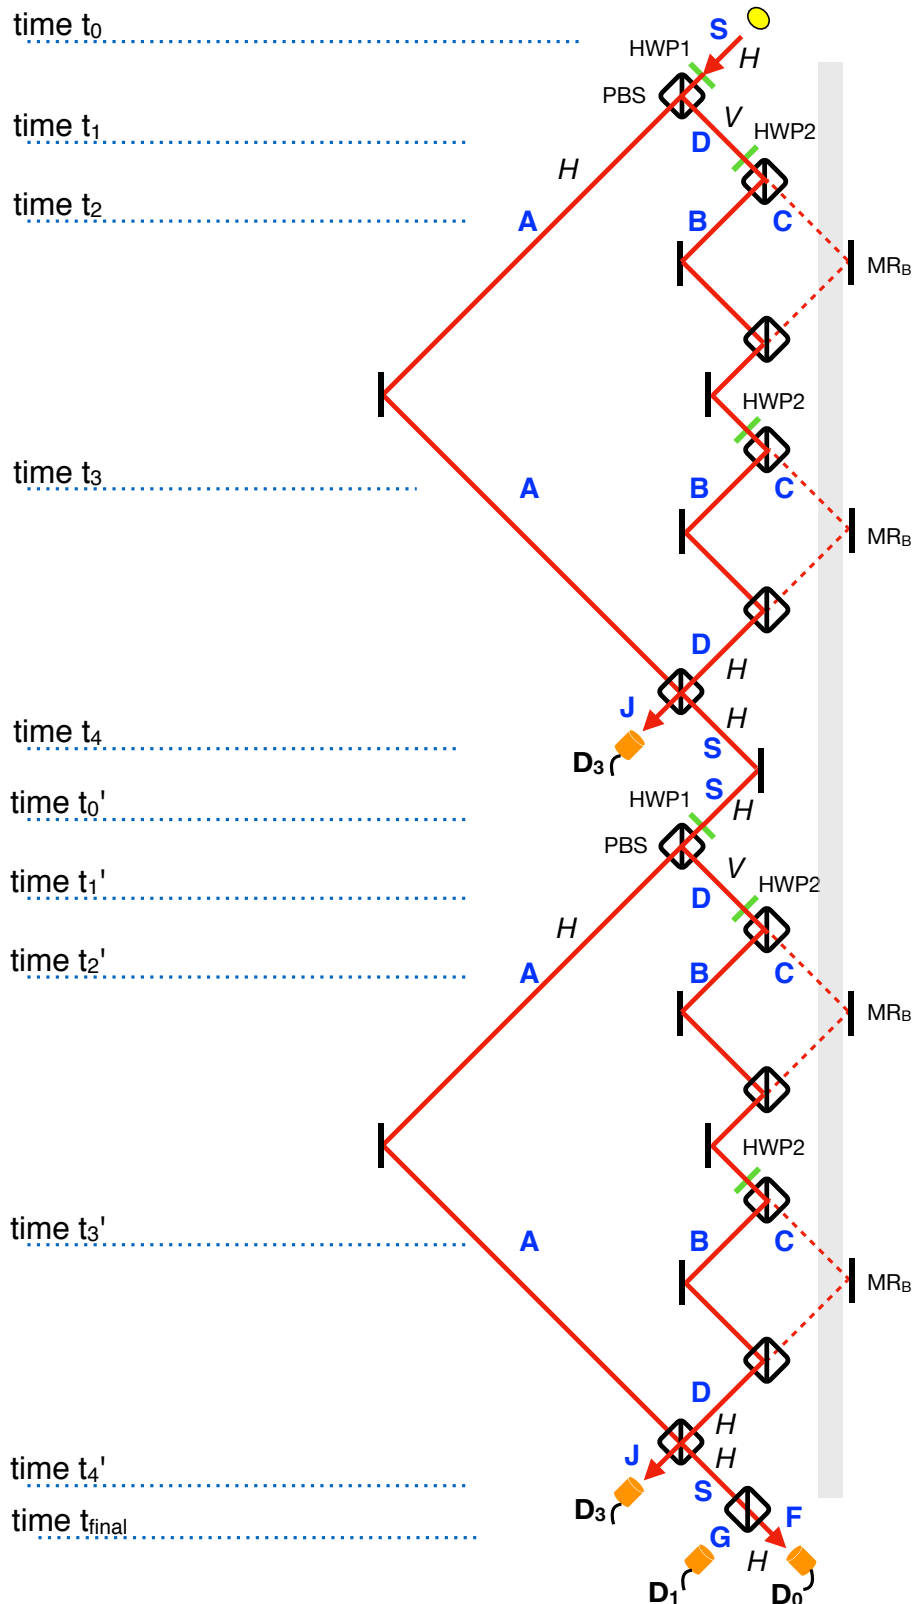 time t0
S
H
HWP1
PBS
time t1
V
HWP2
D
H
time t2
A
B
C
MRB
HWP2
time t3
A
B
C
MRB
D
H
J
H
time t4
S
D3
S
HWP1
H
time t0'
PBS
V
HWP2
time t1'
D
H
time t2'
A
B
C
MRB
HWP2
time t3'
A
B
C
MRB
D
H
H
J
time t4'
S
D3
time tfinal
F
G
H
D1
D0